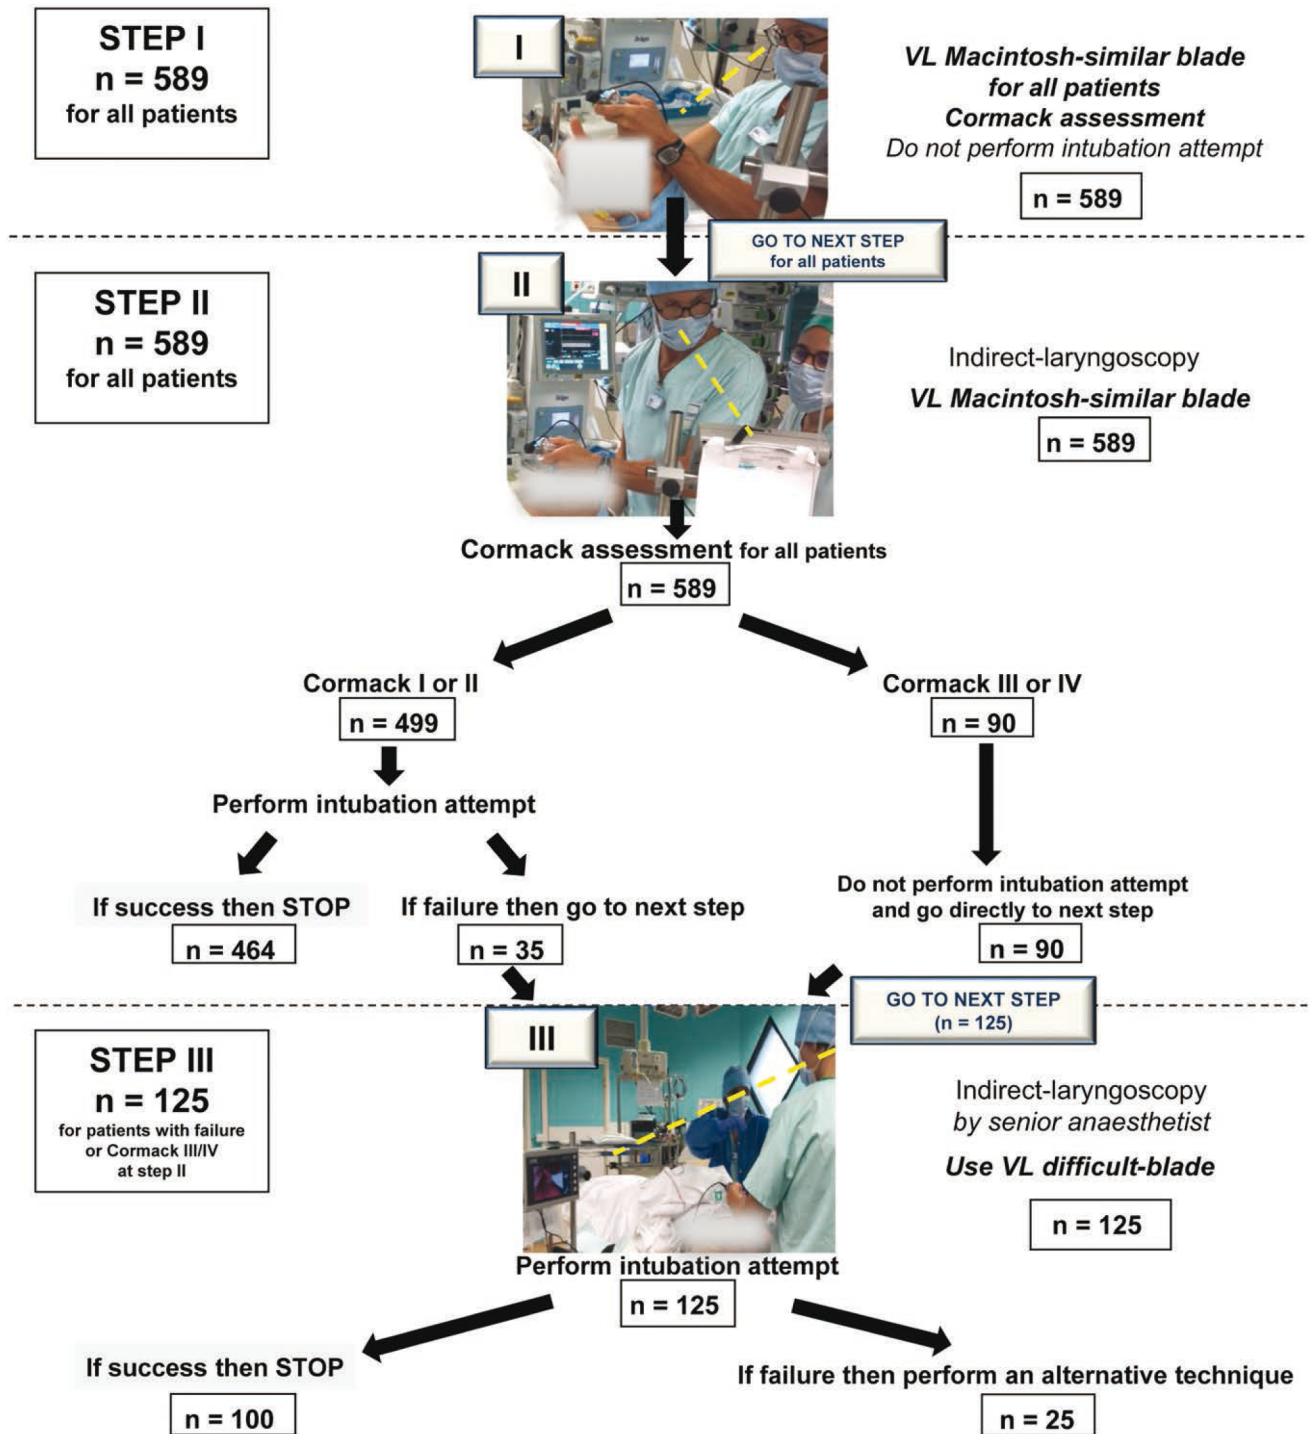 STEP I
n = 589
for all patients
I
VL Macintosh-similar blade
for all patients
Cormack assessment
Do not perform intubation attempt
n = 589
GO TO NEXT STEP
for all patients
STEP II
n = 589
for all patients
II
Indirect-laryngoscopy
VL Macintosh-similar blade
n = 589
Cormack assessment for all patients
n = 589
Cormack I or II
n = 499
Cormack III or IV
n = 90
Perform intubation attempt
If success then STOP
n = 464
If failure then go to next step
n = 35
Do not perform intubation attempt
and go directly to next step
n = 90
GO TO NEXT STEP
(n = 125)
STEP III
n = 125
for patients with failure
or Cormack III/IV
at step II
III
Indirect-laryngoscopy
by senior anaesthetist
Use VL difficult-blade
n = 125
Perform intubation attempt
n = 125
If success then STOP
n = 100
If failure then perform an alternative technique
n = 25